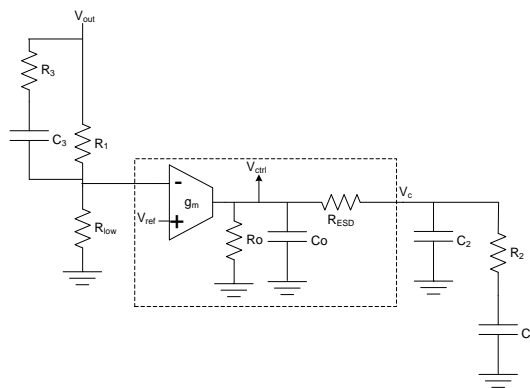 Vout
R3
C3
R1
Rlow
Vref
-
+
gm
Vctrl
Ro
Co
RESD
Vc
C2
R2
C